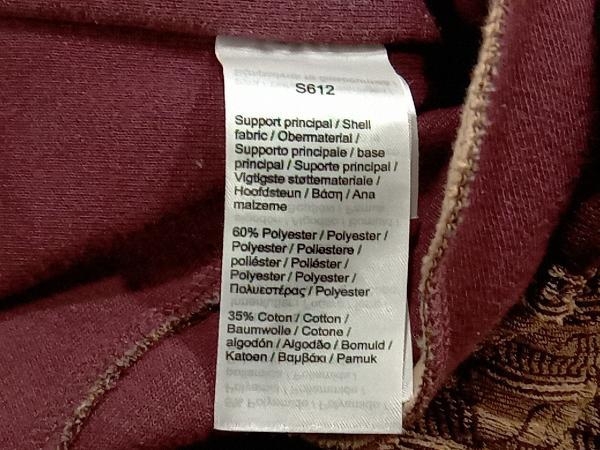 S612
Support principal / Shell
fabric / Obermaterial /
Supporto principale / base
principal / Suporte principal /
Vigtigste støttemateriale /
Hoofdsteun / Βάση / Ana
malzeme
60% Polyester / Polyester /
Polyester / Poliestere /
poliéster / Poliéster /
Polyester / Polyester /
Πολυεστέρας / Polyester
35% Coton / Cotton /
Baumwolle / Cotone /
algodón / Algodão / Bomuld /
Katoen / Βαμβάκι / Pamuk